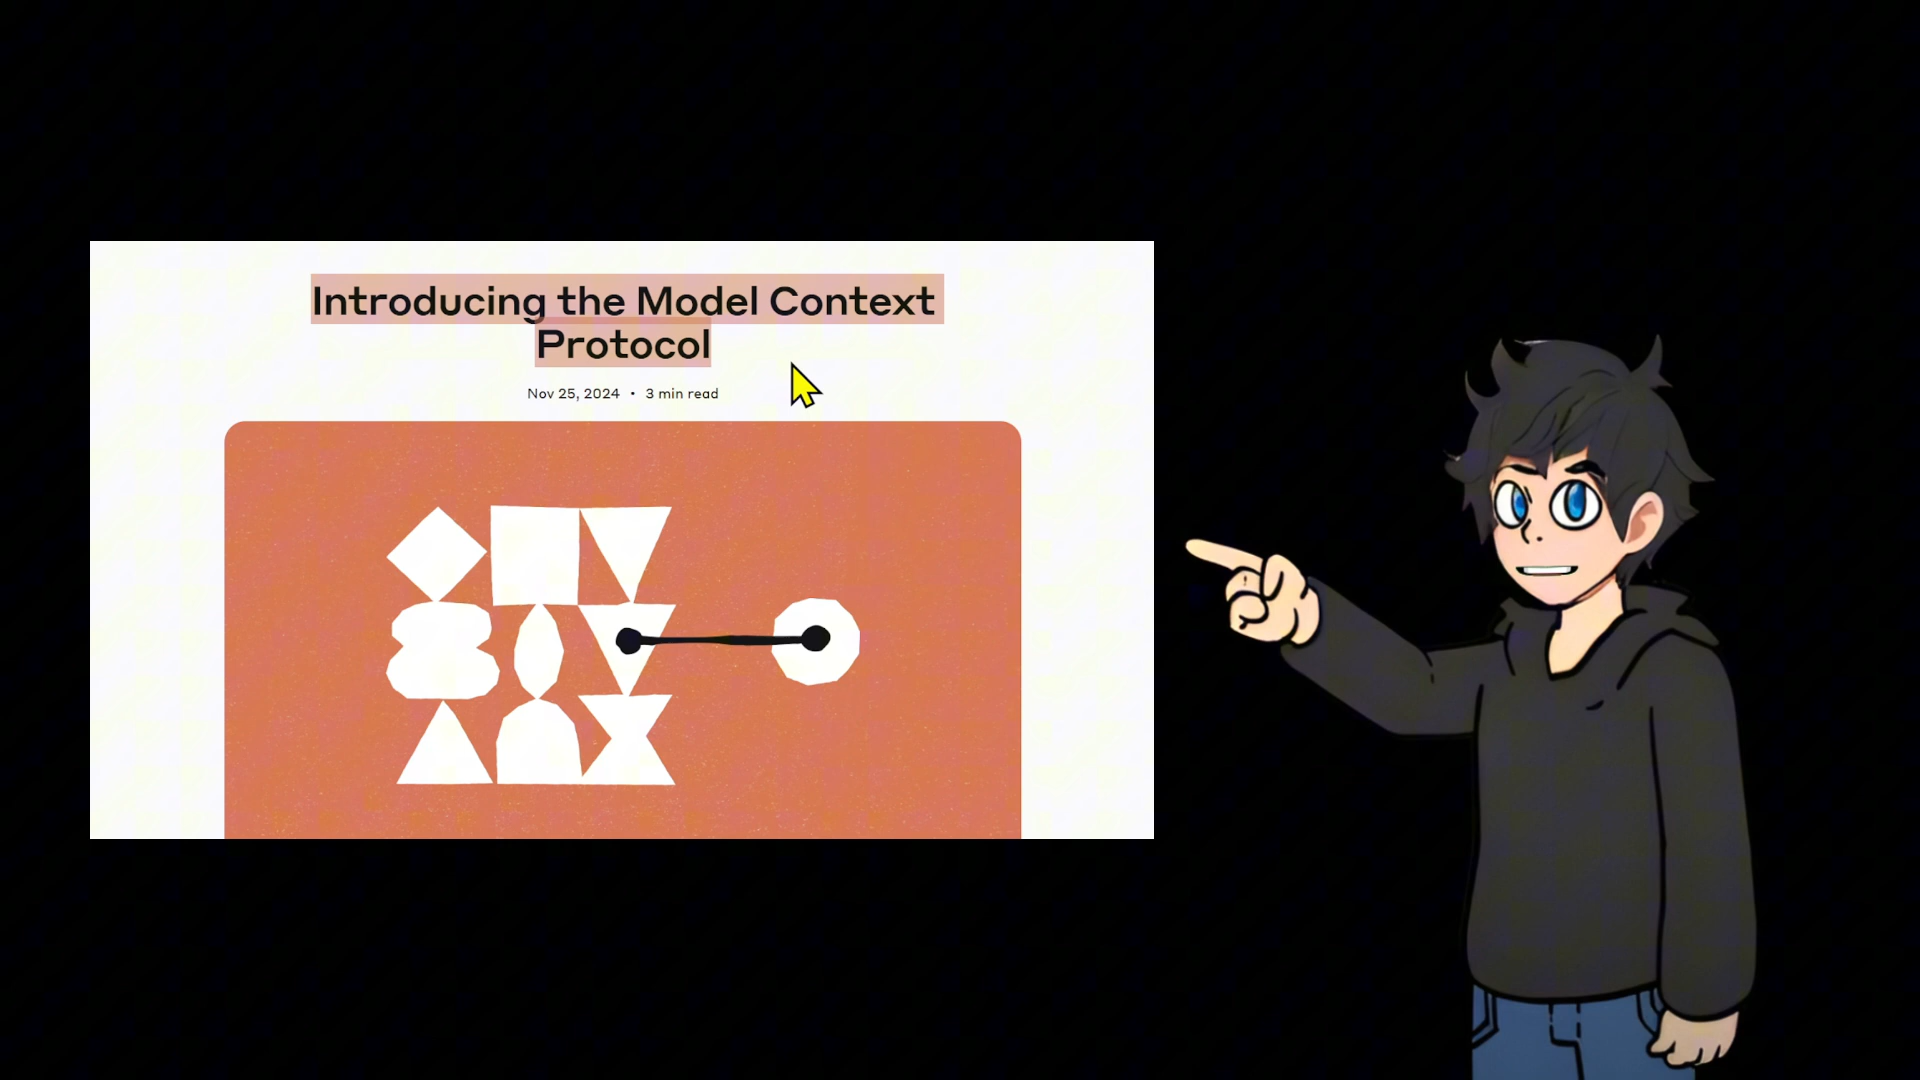 Introducing the Model Context
Protocol
Nov 25, 2024 • 3 min read